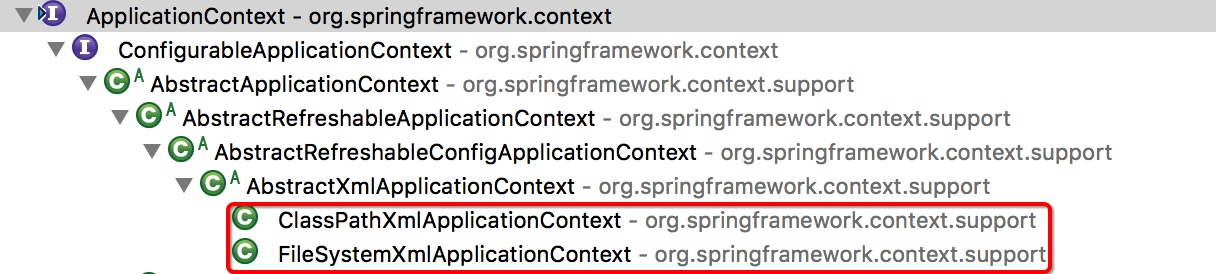 I ApplicationContext - org.springframework.context
I ConfigurableApplicationContext - org.springframework.context
C A AbstractApplicationContext - org.springframework.context.support
C A AbstractRefreshableApplicationContext - org.springframework.context.support
C A AbstractRefreshableConfigApplicationContext - org.springframework.context.support
C A AbstractXmlApplicationContext - org.springframework.context.support
C ClassPathXmlApplicationContext - org.springframework.context.support
C FileSystemXmlApplicationContext - org.springframework.context.support